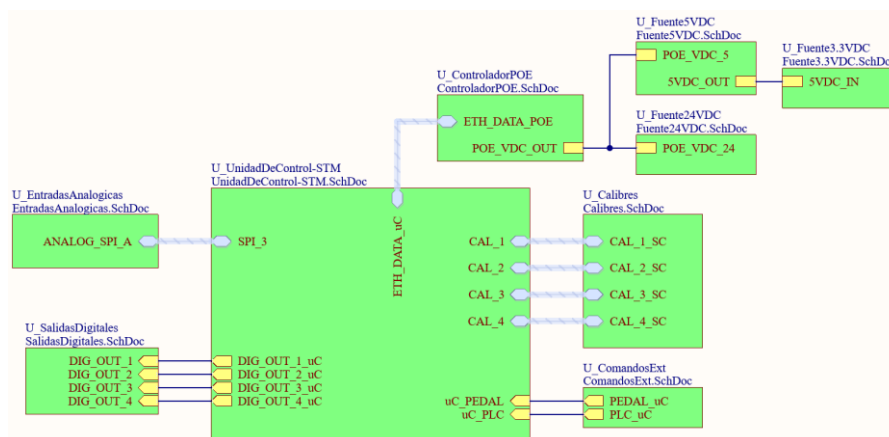 U_Fuente5VDC
Fuente5VDC.SchDoc
POE_VDC_5
5VDC_OUT
U_Fuente3.3VDC
Fuente3.3VDC.SchDoc
5VDC_IN
U_ControladorPOE
ControladorPOE.SchDoc
ETH_DATA_POE
POE_VDC_OUT
U_Fuente24VDC
Fuente24VDC.SchDoc
POE_VDC_24
U_UnidadDeControl-STM
UnidadDeControl-STM.SchDoc
ETH_DATA_uC
SPI_3
CAL_1
CAL_2
CAL_3
CAL_4
DIG_OUT_1_uC
DIG_OUT_2_uC
DIG_OUT_3_uC
DIG_OUT_4_uC
uC_PEDAL
uC_PLC
U_EntradasAnalogicas
EntradasAnalogicas.SchDoc
ANALOG_SPI_A
U_Calibres
Calibres.SchDoc
CAL_1_SC
CAL_2_SC
CAL_3_SC
CAL_4_SC
U_SalidasDigitales
SalidasDigitales.SchDoc
DIG_OUT_1
DIG_OUT_2
DIG_OUT_3
DIG_OUT_4
U_ComandosExt
ComandosExt.SchDoc
PEDAL_uC
PLC_uC